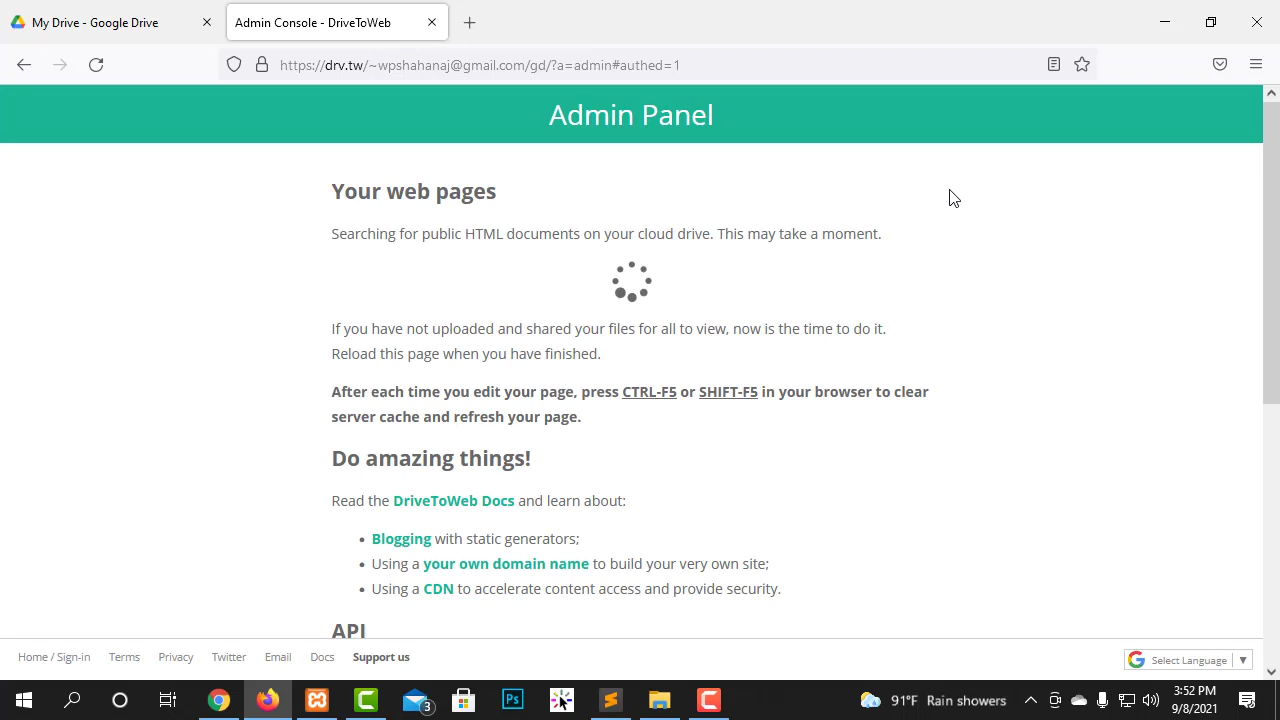 My Drive - Google Drive
Admin Console - DriveToWeb
https://drv.tw/~wpshahanaj@gmail.com/gd/?a=admin#authed=1
Admin Panel
Your web pages
Searching for public HTML documents on your cloud drive. This may take a moment.
If you have not uploaded and shared your files for all to view, now is the time to do it.
Reload this page when you have finished.
After each time you edit your page, press CTRL-F5 or SHIFT-F5 in your browser to clear
server cache and refresh your page.
Do amazing things!
Read the DriveToWeb Docs and learn about:
• Blogging with static generators;
• Using a your own domain name to build your very own site;
• Using a CDN to accelerate content access and provide security.
API
Home / Sign-in Terms Privacy Twitter Email Docs Support us
Select Language
3
Ps
91°F Rain showers
3:52 PM
9/8/2021